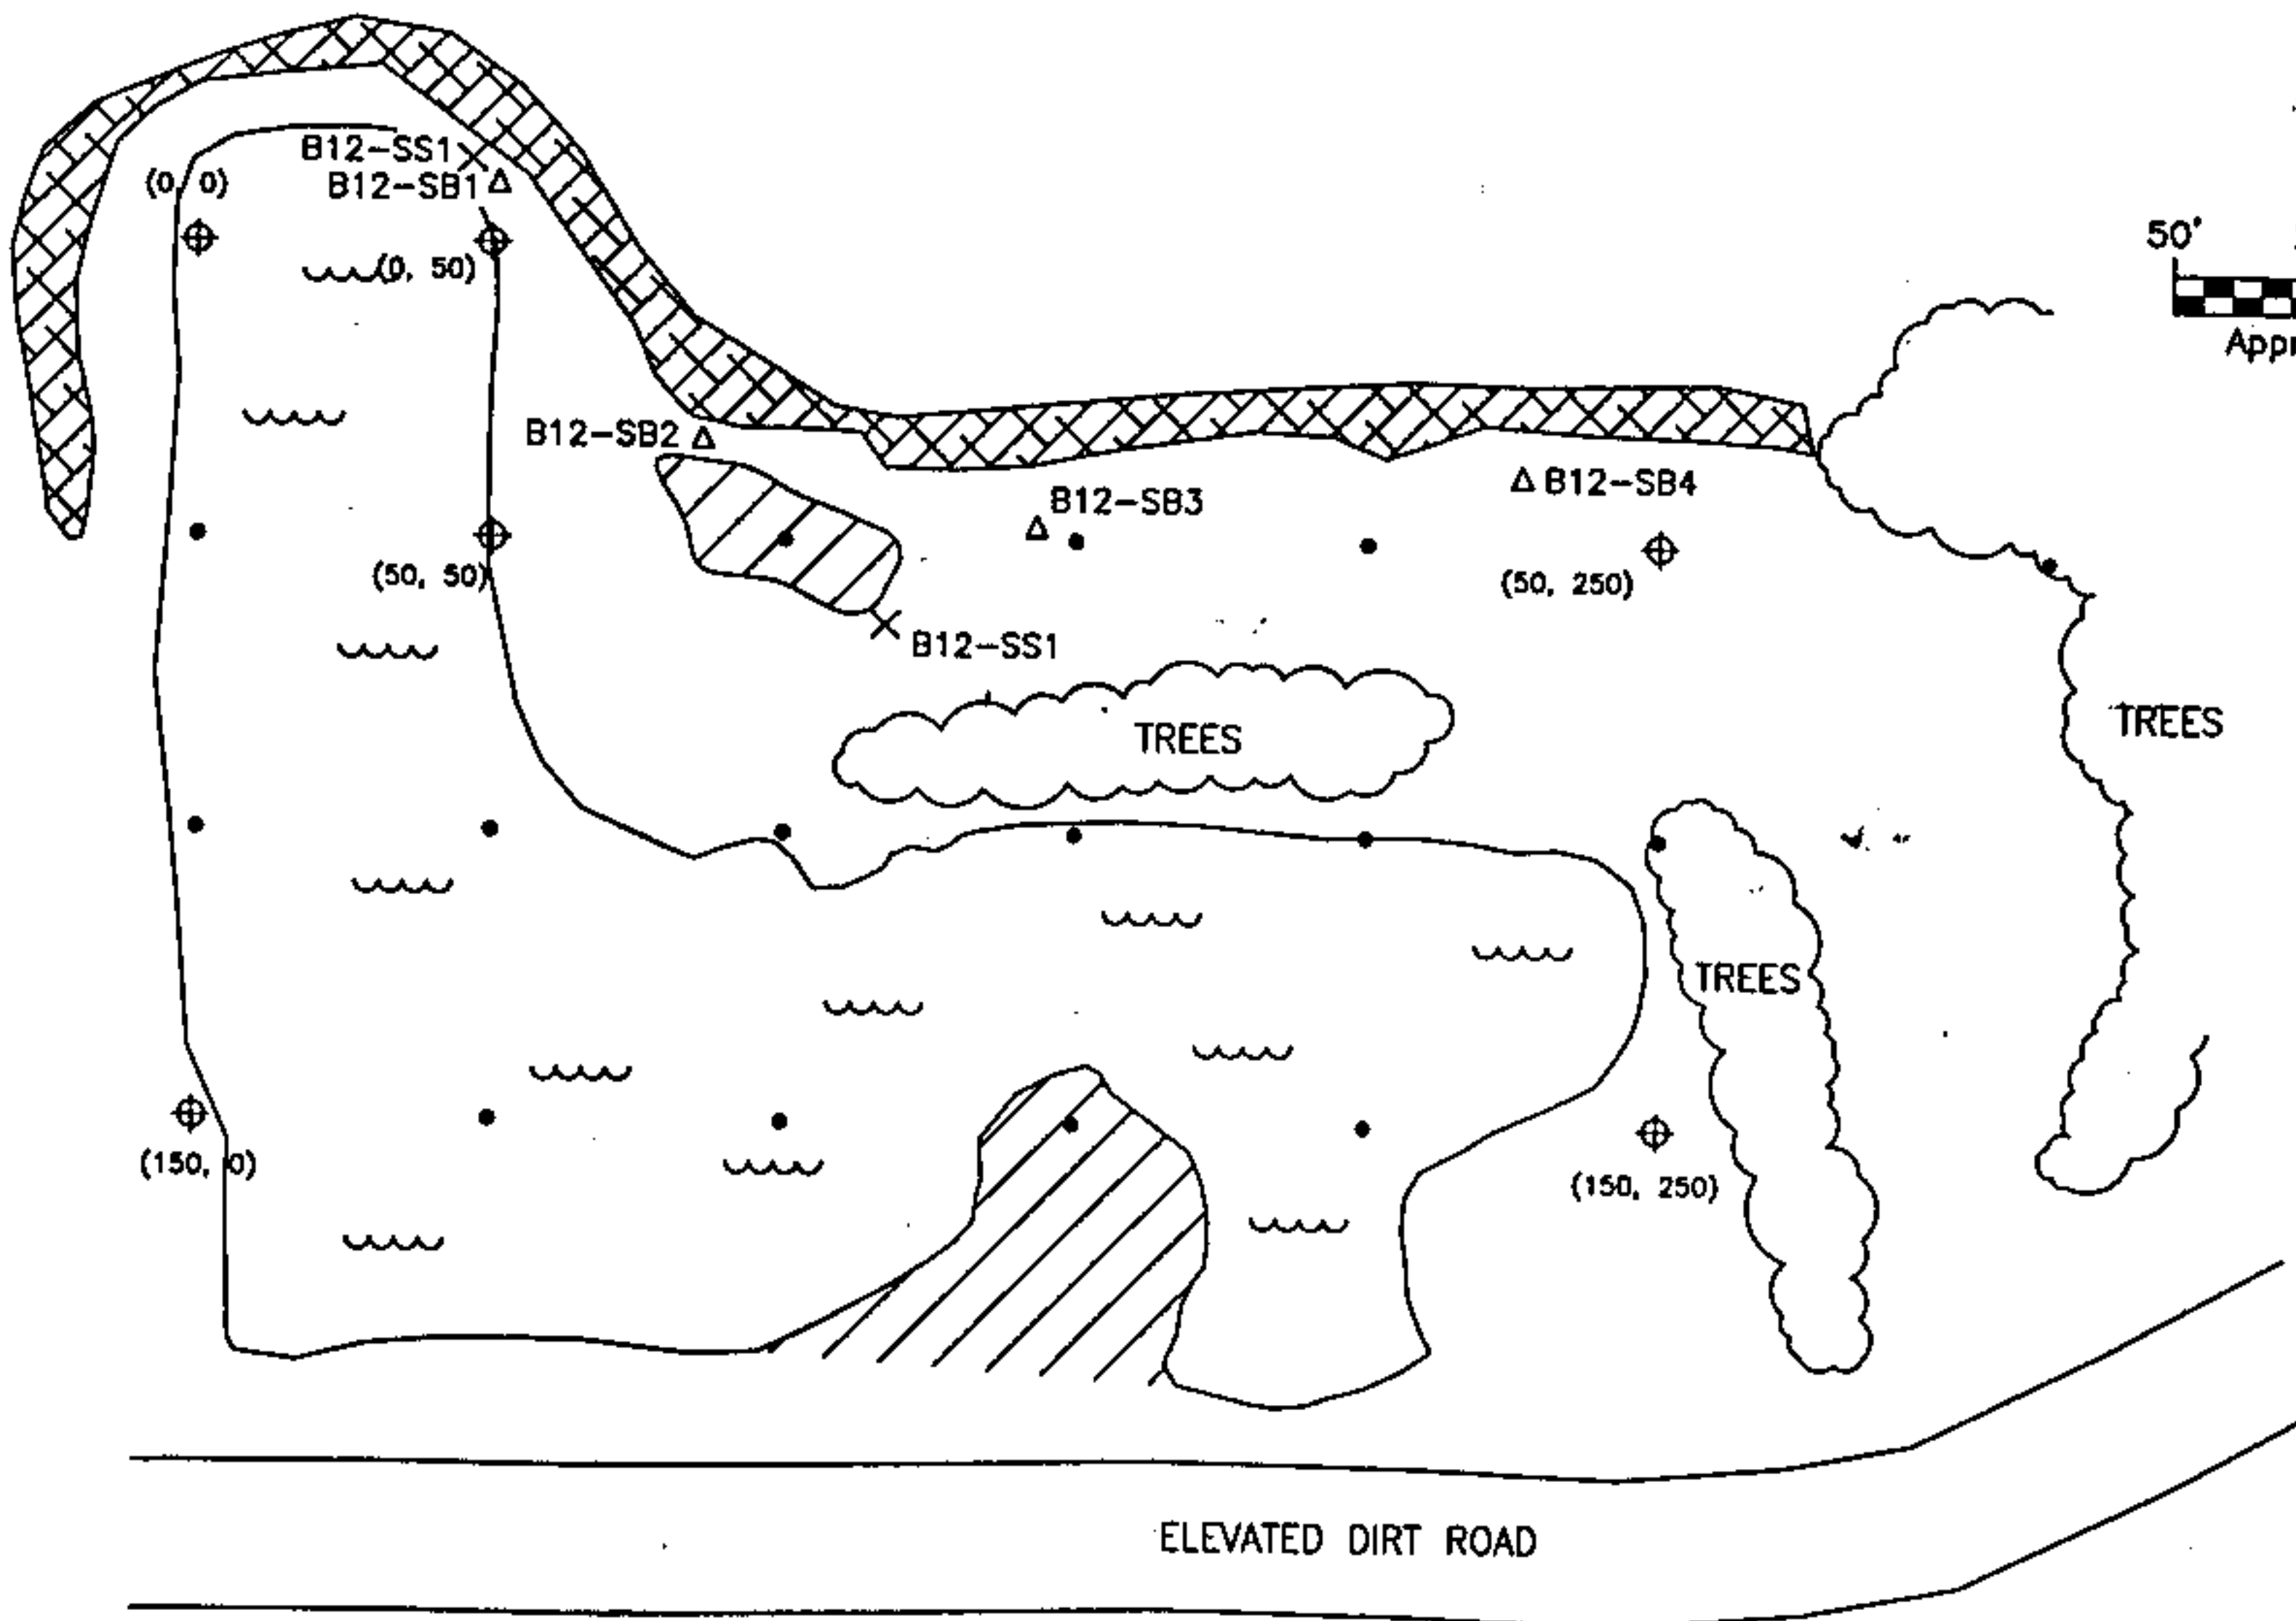 B12-SS1
B12-SB1
(0, 0)
50'
(0, 50)
B12-SB2
B12-SB3
B12-SB4
(50, 50)
(50, 250)
B12-SS1
TREES
TREES
TREES
(150, 0)
(150, 250)
ELEVATED DIRT ROAD